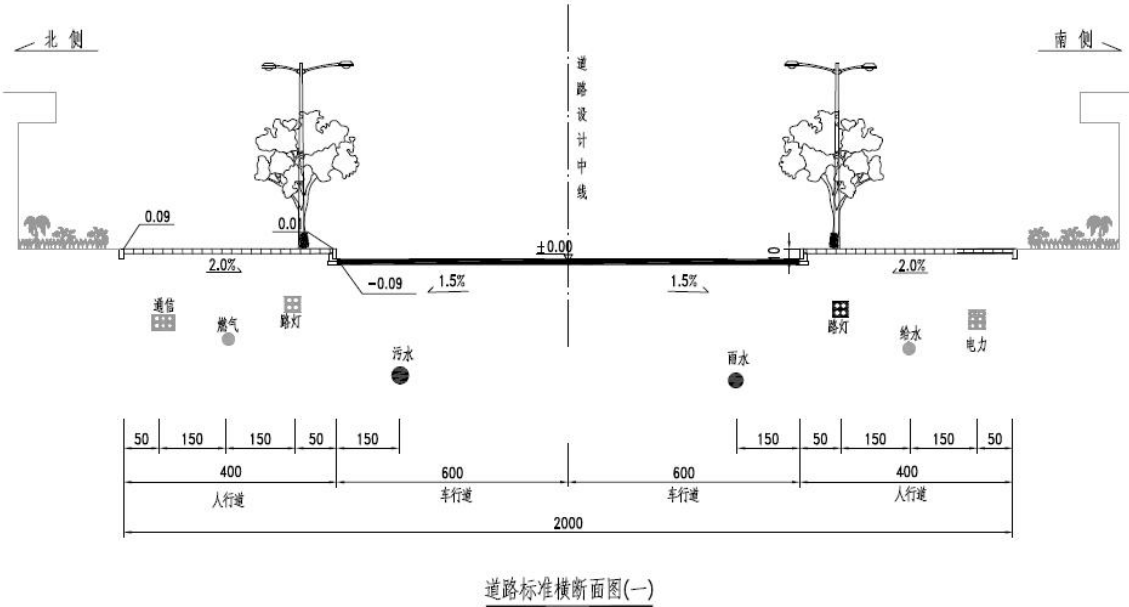 北 侧
南 侧
道路设计中线
0.09
0.01
±0.00
10
2.0%
-0.09
1.5%
1.5%
2.0%
通信
燃气
路灯
污水
雨水
路灯
给水
电力
50 150 150 50 150 150 50 150 150 50
400 600 600 400
人行道 车行道 车行道 人行道
2000
道路标准横断面图(一)